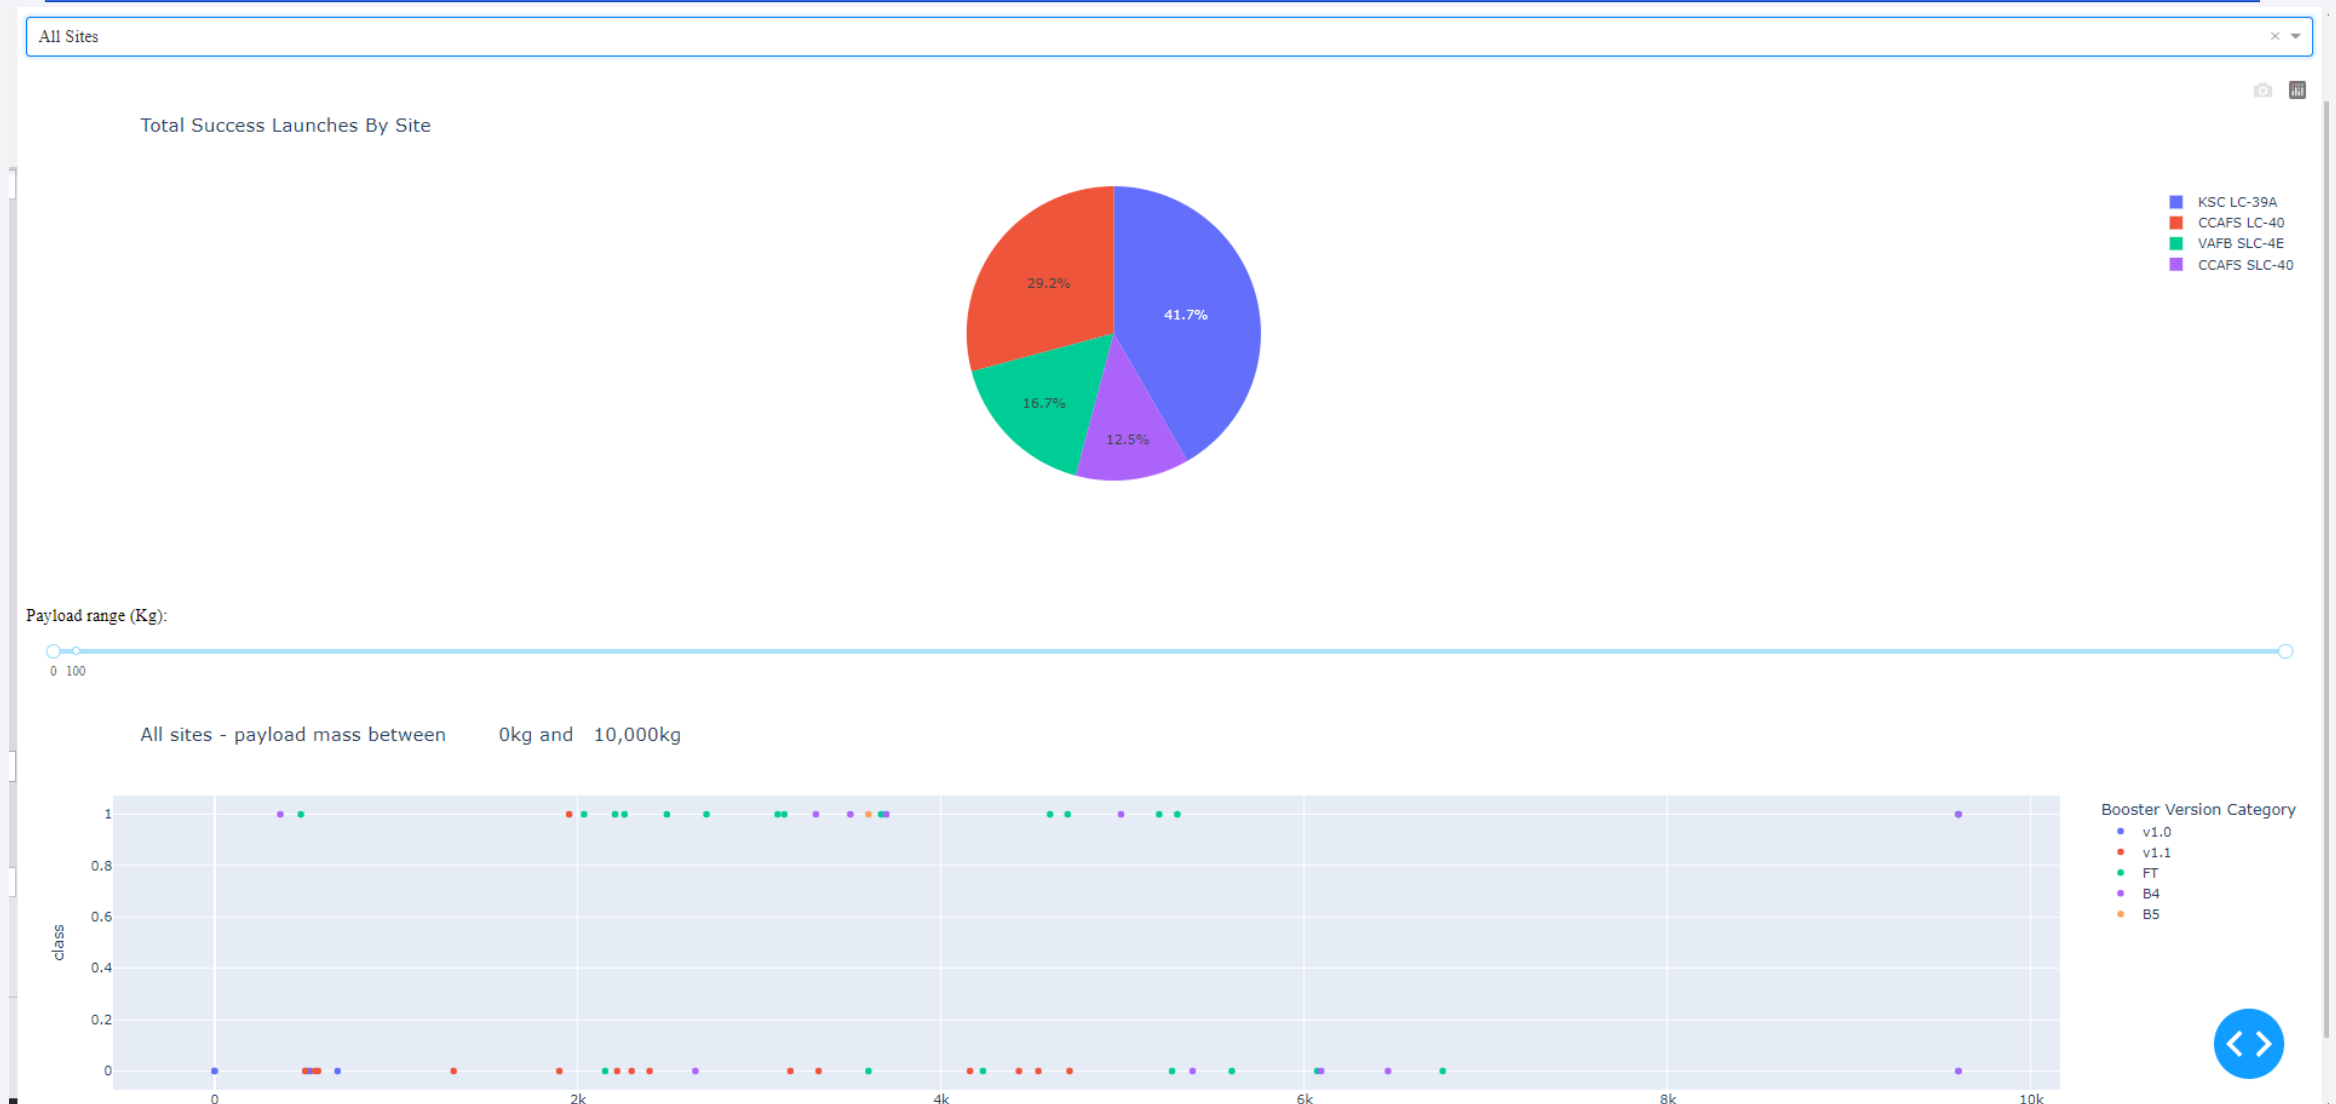 All Sites
Total Success Launches By Site
KSC LC-39A
CCAFS LC-40
VAFB SLC-4E
CCAFS SLC-40
29.2%
41.7%
16.7%
12.5%
Payload range (Kg):
0 100
All sites - payload mass between 0kg and 10,000kg
Booster Version Category
v1.0
v1.1
FT
B4
B5
class
1
0.8
0.6
0.4
0.2
0
0 2k 4k 6k 8k 10k